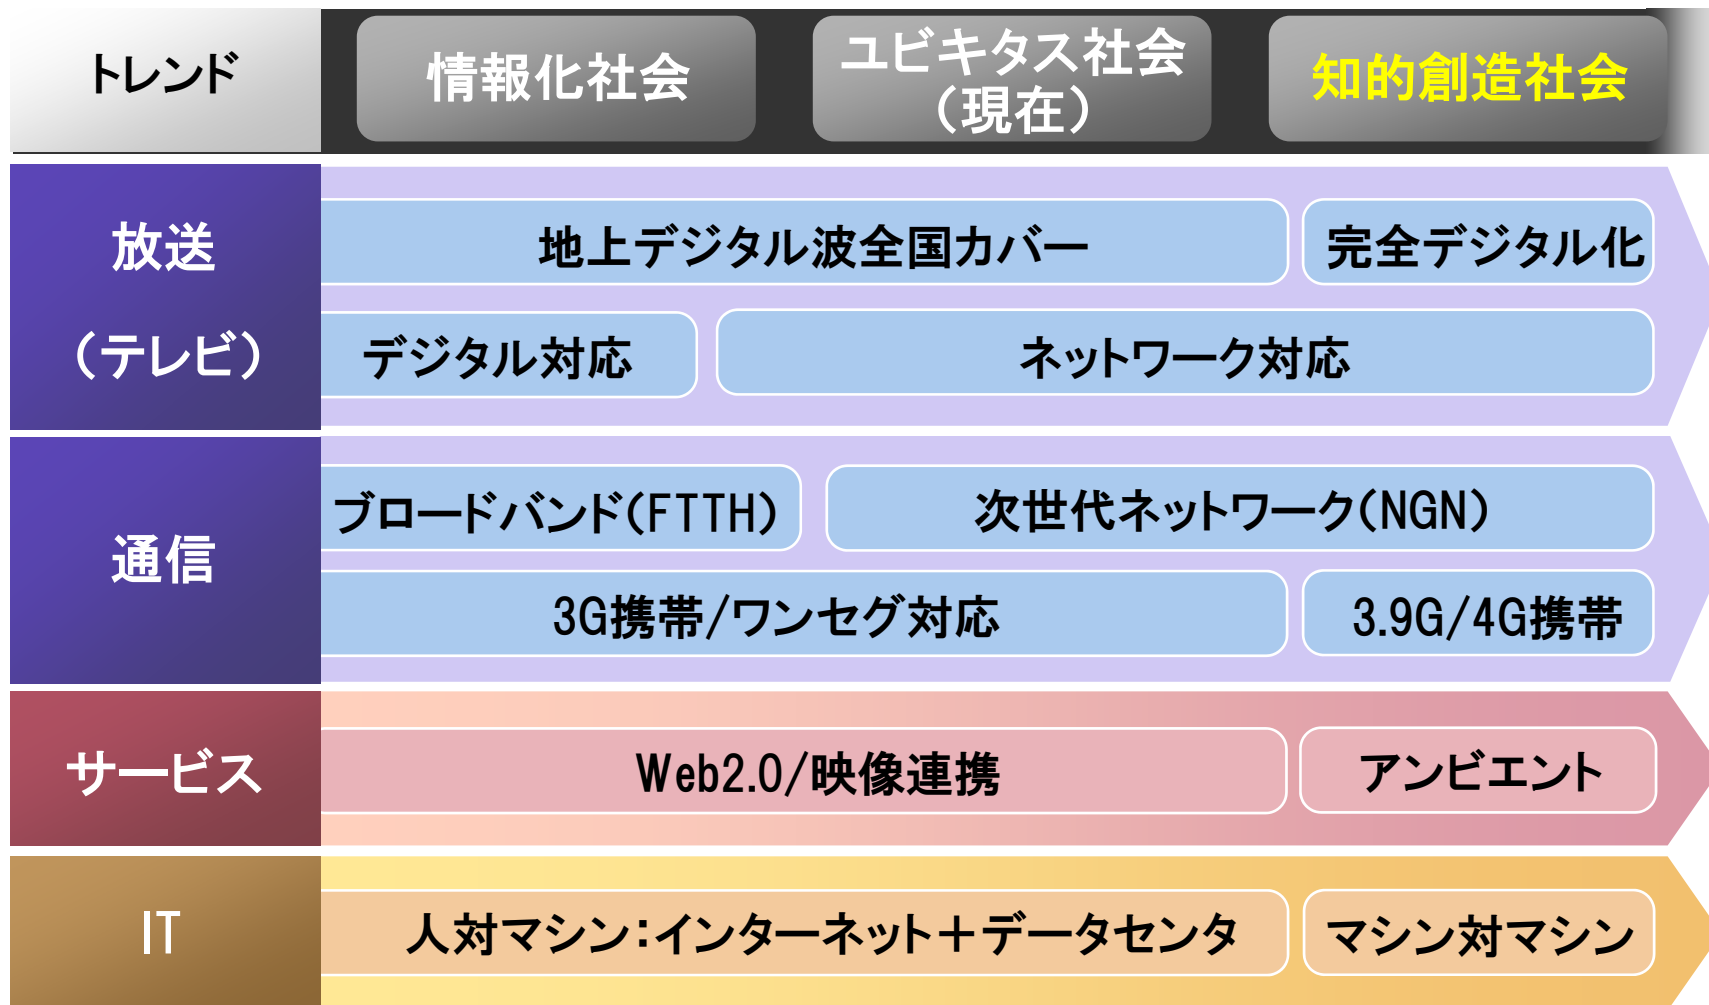 トレンド
情報化社会
ユビキタス社会
(現在)
知的創造社会
放送
(テレビ)
地上デジタル波全国カバー
完全デジタル化
デジタル対応
ネットワーク対応
通信
ブロードバンド(FTTH)
次世代ネットワーク(NGN)
3G携帯/ワンセグ対応
3.9G/4G携帯
サービス
Web2.0/映像連携
アンビエント
IT
人対マシン:インターネット+データセンタ
マシン対マシン